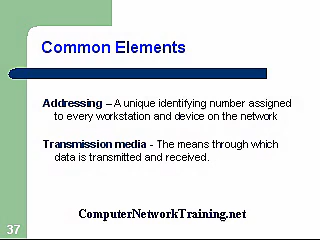 Common Elements
Addressing – A unique identifying number assigned
to every workstation and device on the network
Transmission media - The means through which
data is transmitted and received.
ComputerNetworkTraining.net
37